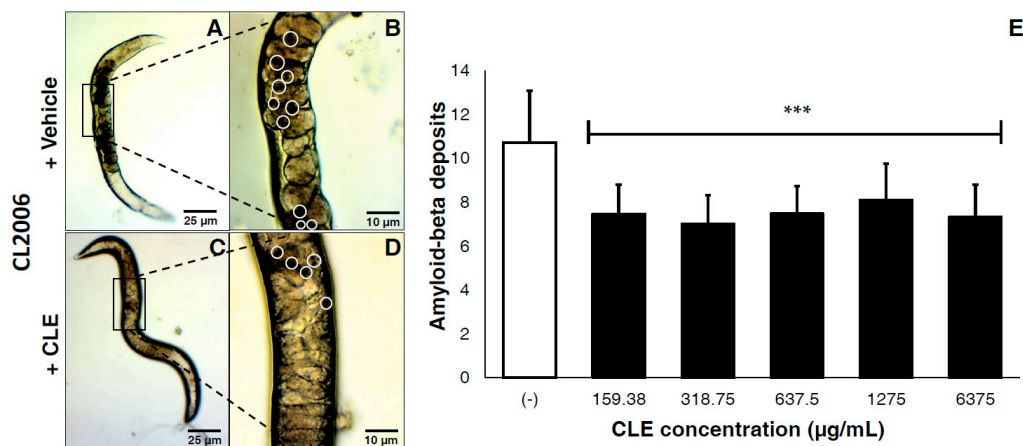 A
B
E
+ Vehicle
25 µm
10 µm
CL2006
C
D
+ CLE
25 µm
10 µm
Amyloid-beta deposits
14
12
10
8
6
4
2
0
***
(-) 159.38 318.75 637.5 1275 6375
CLE concentration (µg/mL)